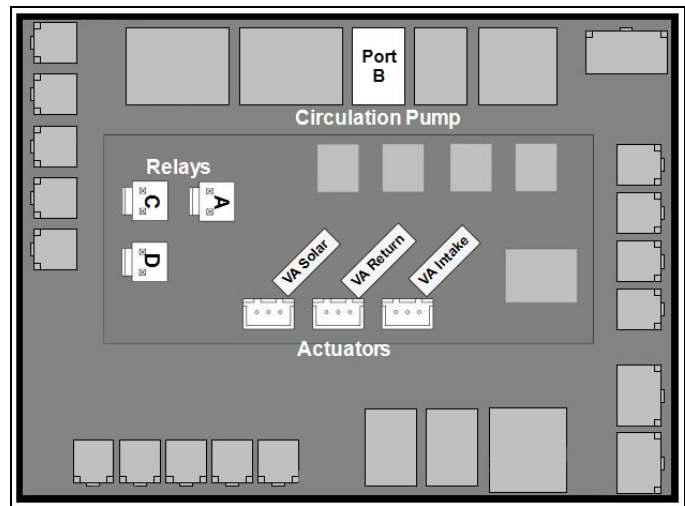 Port
B
Circulation Pump
Relays
C
A
D
VA Solar
VA Return
VA Intake
Actuators